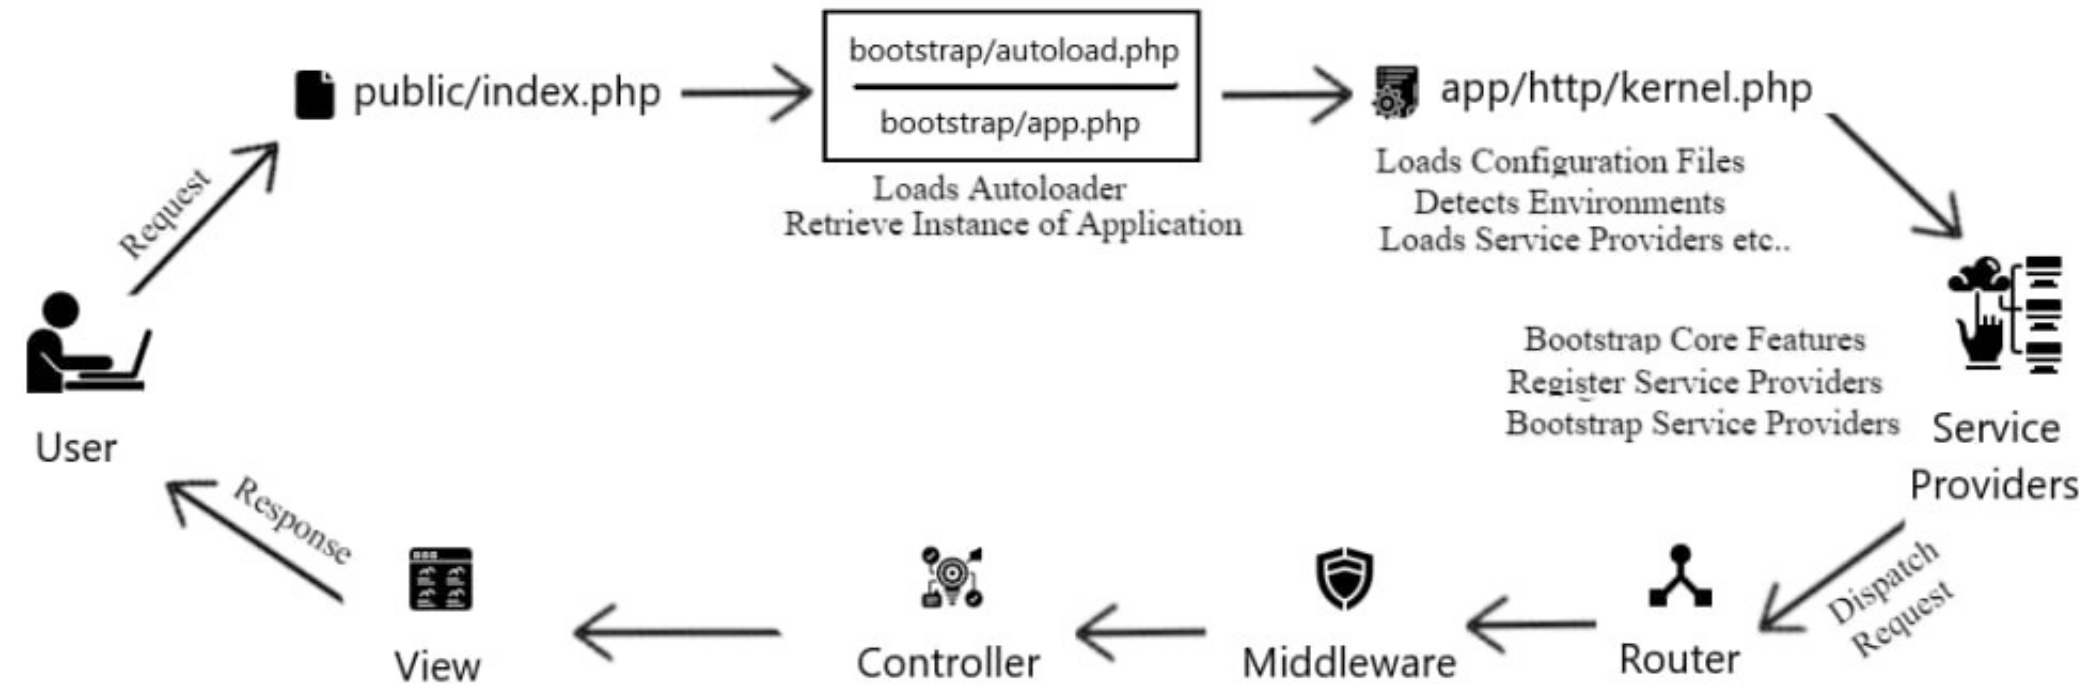 Request
public/index.php
bootstrap/autoload.php
bootstrap/app.php
Loads Autoloader
Retrieve Instance of Application
app/http/kernel.php
Loads Configuration Files
Detects Environments
Loads Service Providers etc..
Bootstrap Core Features
Register Service Providers
Bootstrap Service Providers
Service
Providers
Dispatch
Request
Router
Middleware
Controller
View
Response
User